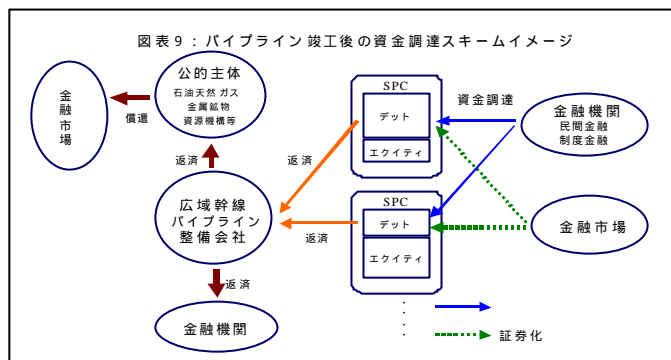 図表9：パイプライン竣工後の資金調達スキームイメージ
金融市場
償還
公的主体
石油天然ガス
金属鉱物
資源機構等
返済
広域幹線
パイプライン
整備会社
返済
金融機関
返済
返済
SPC
デット
エクイティ
SPC
デット
エクイティ
資金調達
金融機関
民間金融
制度金融
金融市場
証券化